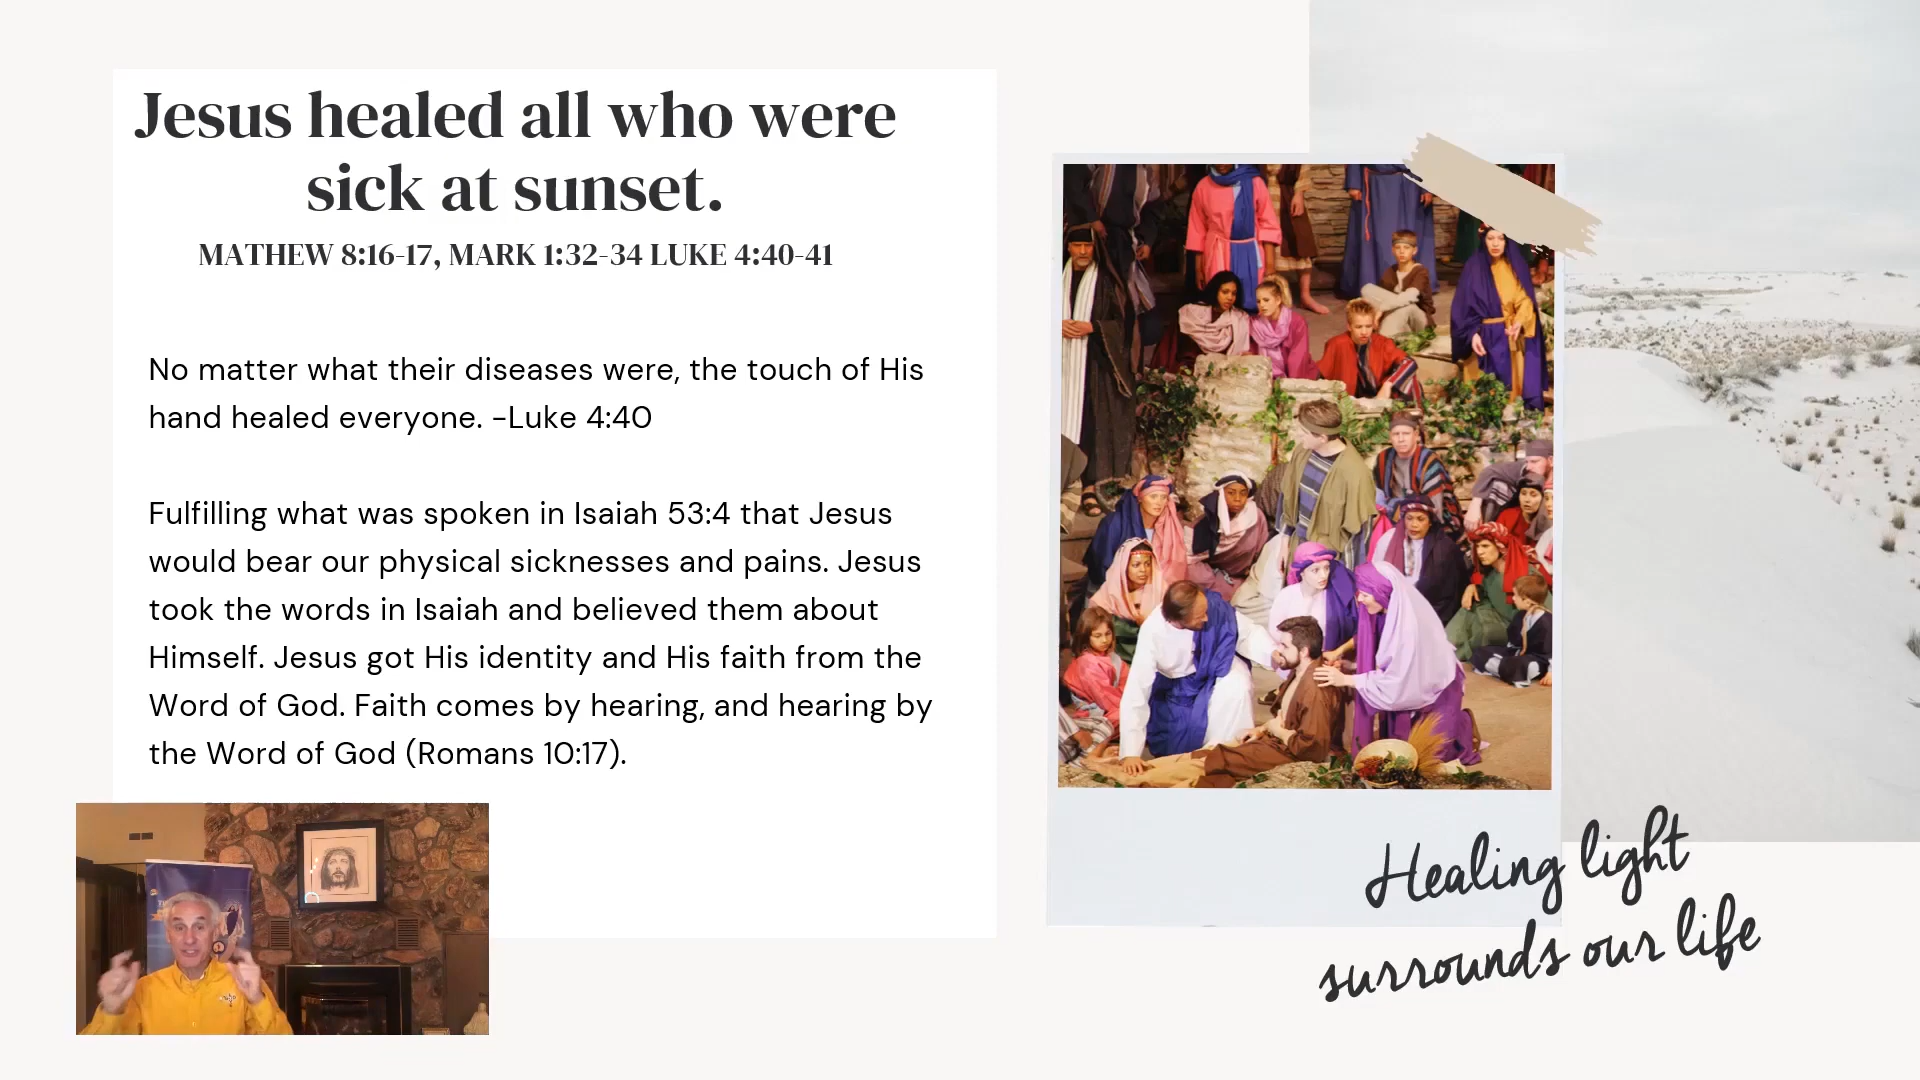 Jesus healed all who were
sick at sunset.
MATHEW 8:16-17, MARK 1:32-34 LUKE 4:40-41
No matter what their diseases were, the touch of His
hand healed everyone. -Luke 4:40
Fulfilling what was spoken in Isaiah 53:4 that Jesus
would bear our physical sicknesses and pains. Jesus
took the words in Isaiah and believed them about
Himself. Jesus got His identity and His faith from the
Word of God. Faith comes by hearing, and hearing by
the Word of God (Romans 10:17).
Healing light
surrounds our life